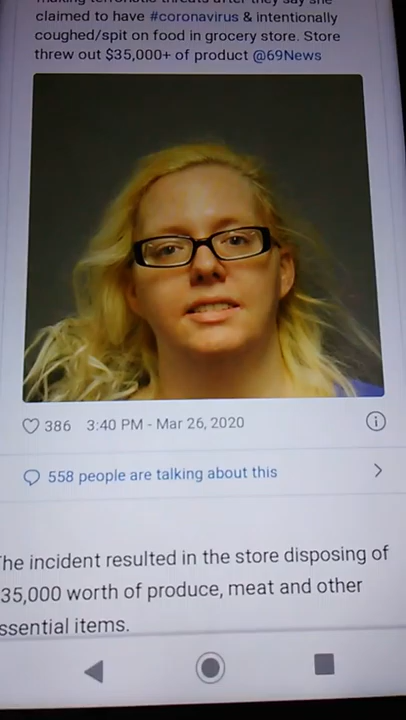 claimed to have #coronavirus & intentionally
coughed/spit on food in grocery store. Store
threw out $35,000+ of product @69News
386 3:40 PM - Mar 26, 2020
558 people are talking about this
The incident resulted in the store disposing of
35,000 worth of produce, meat and other
ssential items.